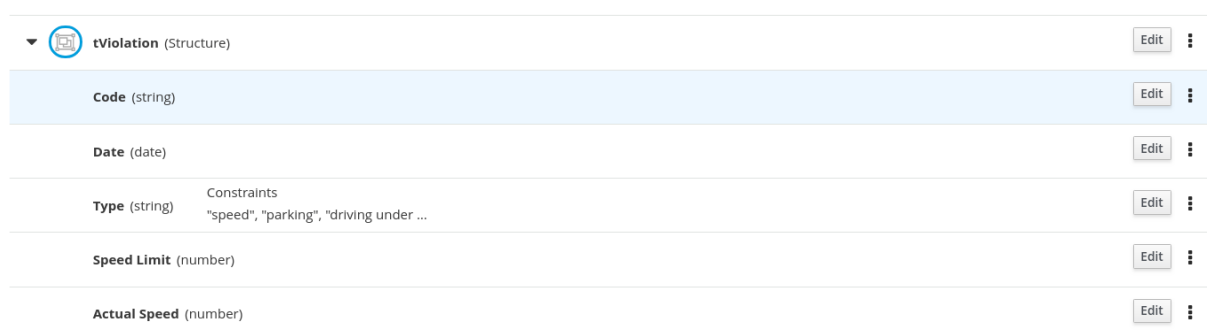 tViolation (Structure) Edit
Code (string) Edit
Date (date) Edit
Constraints
Type (string) "speed", "parking", "driving under ... Edit
Speed Limit (number) Edit
Actual Speed (number) Edit